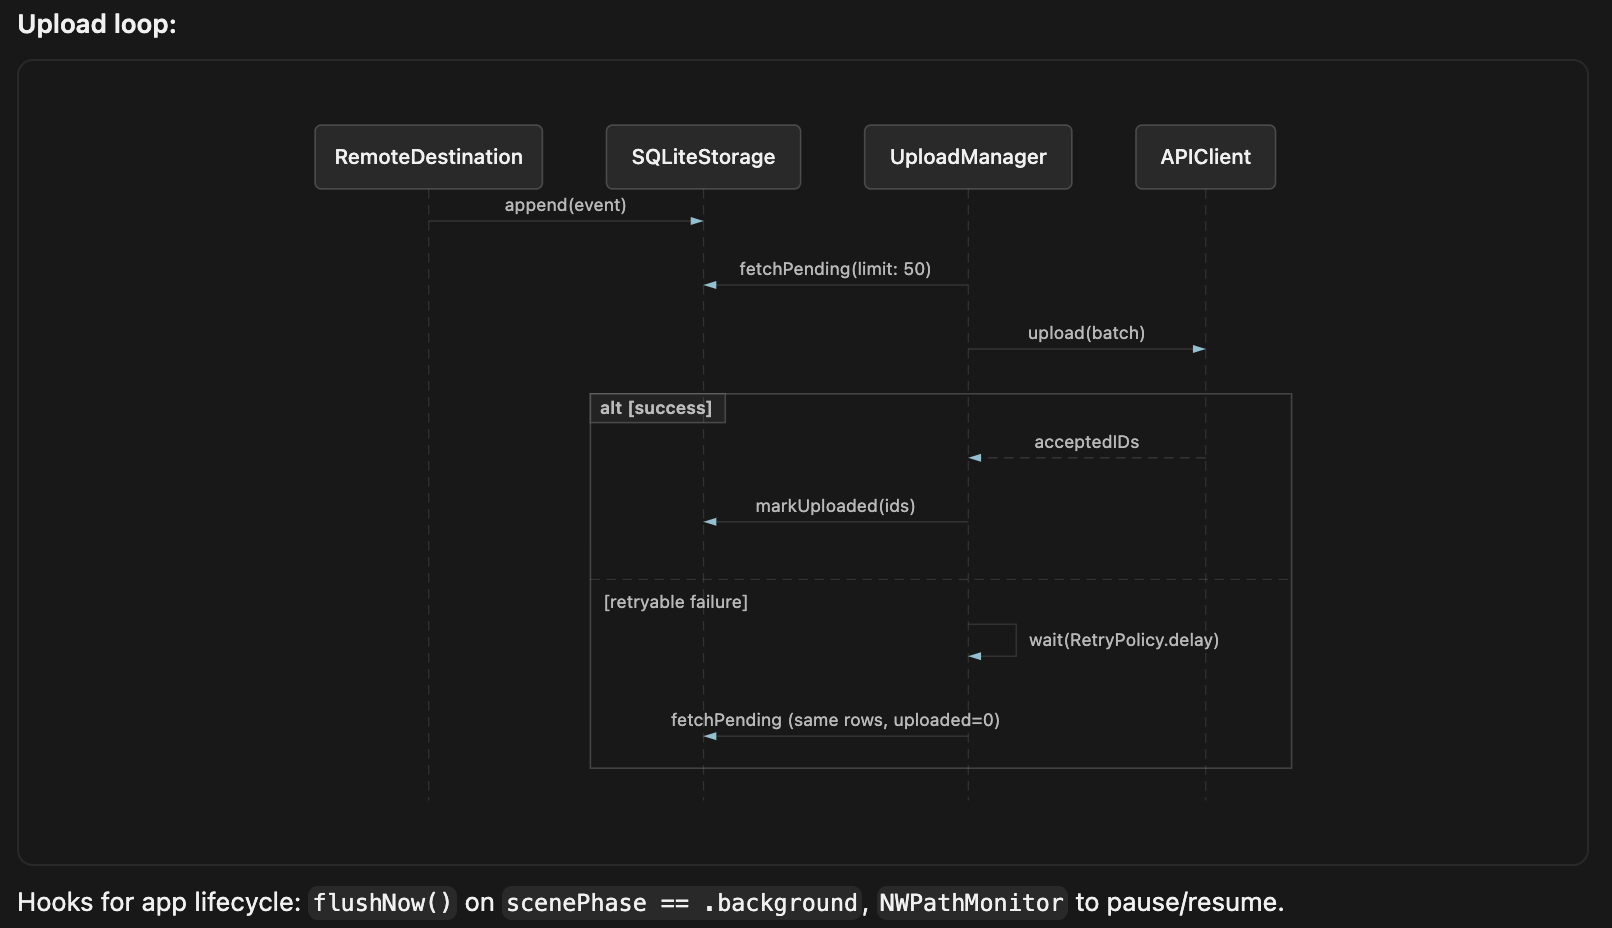 Upload loop:
RemoteDestination
SQLiteStorage
UploadManager
APIClient
append(event)
fetchPending(limit: 50)
upload(batch)
alt [success]
acceptedIDs
markUploaded(ids)
[retryable failure]
wait(RetryPolicy.delay)
fetchPending (same rows, uploaded=0)
Hooks for app lifecycle: flushNow() on scenePhase == .background, NWPathMonitor to pause/resume.